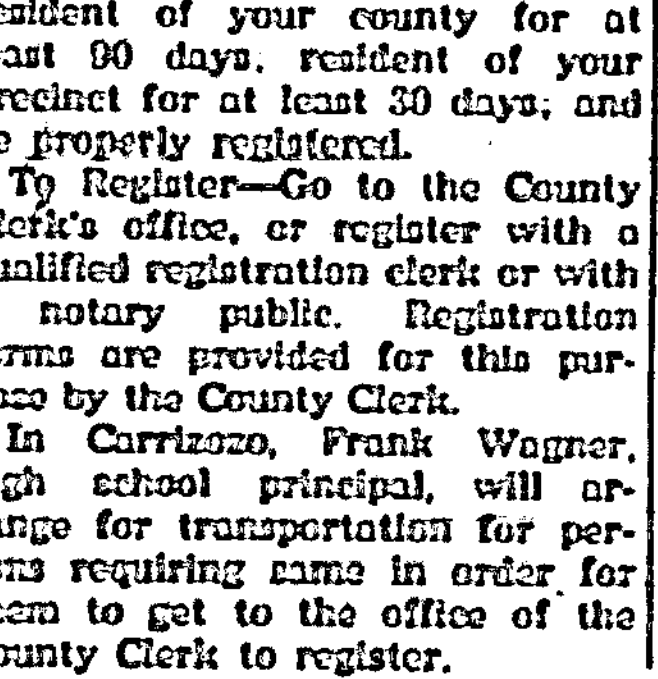 esident of your county for at
east 90 days, resident of your
recinct for at least 30 days; and
e properly registered.
To Register—Go to the County
lerk's office, or register with a
ualified registration clerk or with
notary public. Registration
orms are provided for this pur-
ose by the County Clerk.
In Carrizozo, Frank Wagner,
igh school principal, will ar-
ange for transportation for per-
ons requiring same in order for
hem to get to the office of the
ounty Clerk to register.